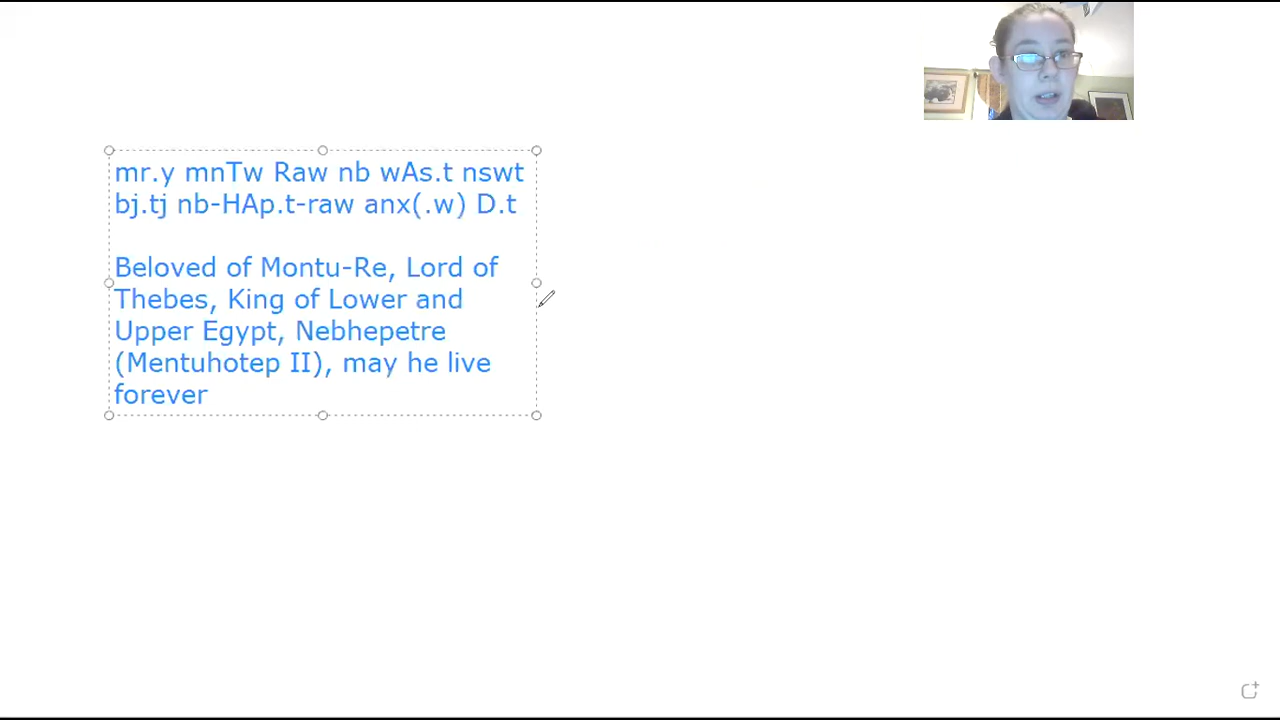 mr.y mnTw Raw nb wAs.t nswt
bj.tj nb-HAp.t-raw anx(.w) D.t
Beloved of Montu-Re, Lord of
Thebes, King of Lower and
Upper Egypt, Nebhepetre
(Mentuhotep II), may he live
forever